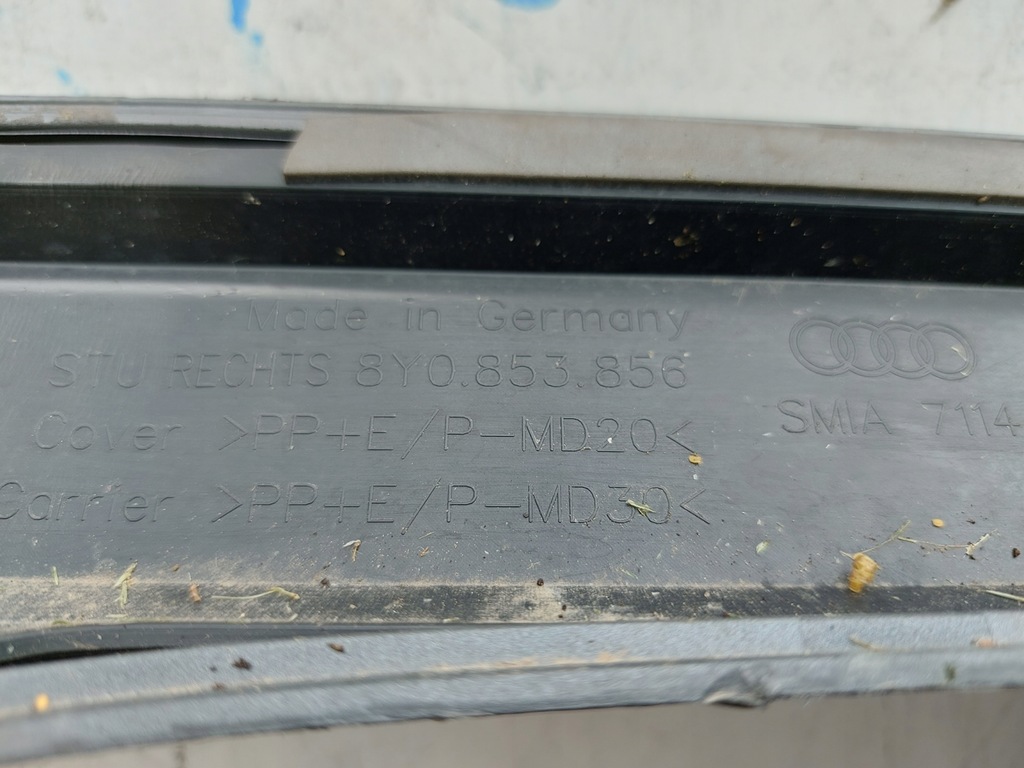 Made in Germany
STU RECHTS 8Y0.853.856
Cover >PP+E/P-MD20<
Carrier >PP+E/P-MD30<
SMIA 7114